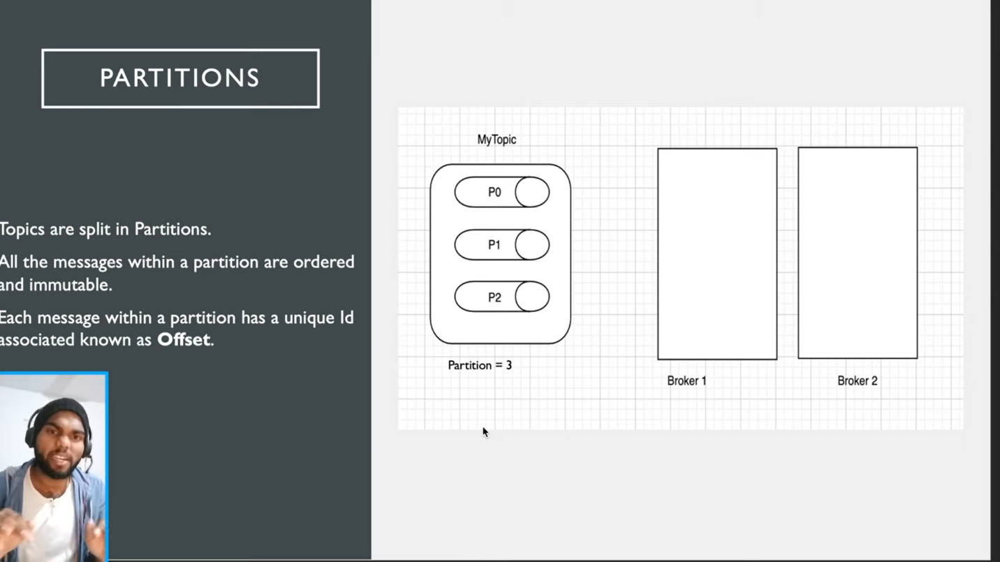 PARTITIONS
Topics are split in Partitions.
All the messages within a partition are ordered
and immutable.
Each message within a partition has a unique Id
associated known as Offset.
MyTopic
P0
P1
P2
Partition = 3
Broker 1
Broker 2